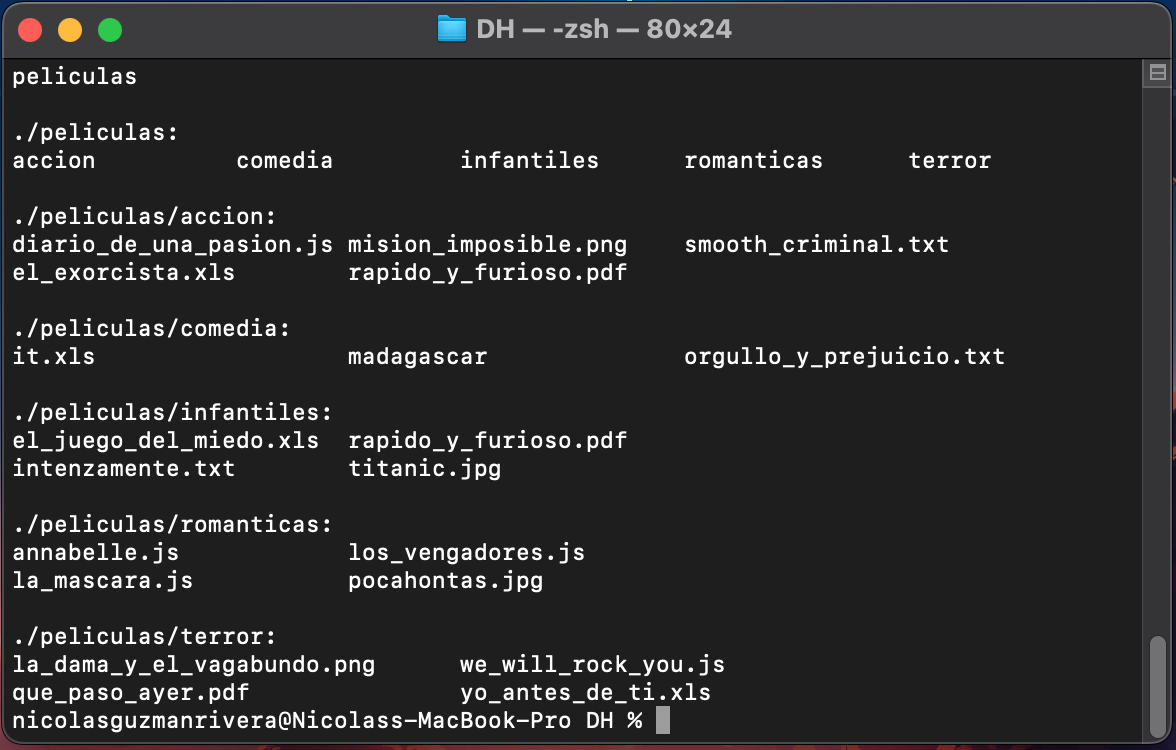 DH — -zsh — 80×24
peliculas
./peliculas:
accion comedia infantiles romanticas terror
./peliculas/accion:
diario_de_una_pasion.js mision_imposible.png smooth_criminal.txt
el_exorcista.xls rapido_y_furioso.pdf
./peliculas/comedia:
it.xls madagascar orgullo_y_prejuicio.txt
./peliculas/infantiles:
el_juego_del_miedo.xls rapido_y_furioso.pdf
intenzamente.txt titanic.jpg
./peliculas/romanticas:
annabelle.js los_vengadores.js
la_mascara.js pocahontas.jpg
./peliculas/terror:
la_dama_y_el_vagabundo.png we_will_rock_you.js
que_paso_ayer.pdf yo_antes_de_ti.xls
nicolasguzmanrivera@Nicolass-MacBook-Pro DH %